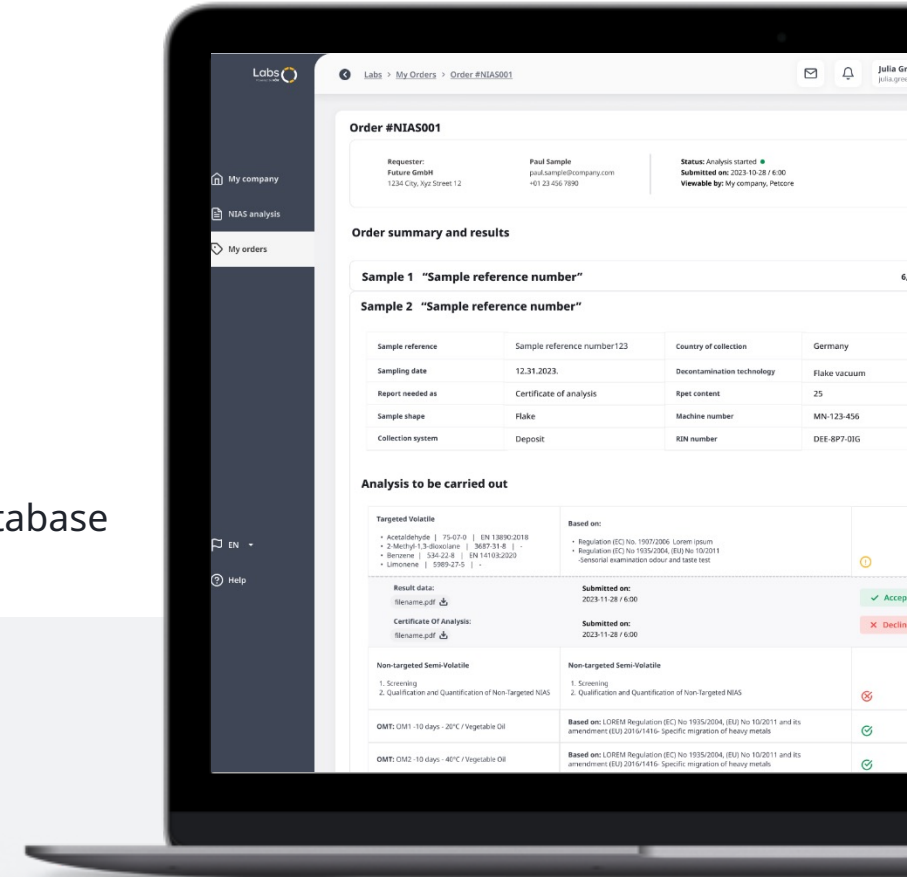 tabase
Labs
Labs > My Orders > Order #NIAS001
Julia Gr
julia.gree
My company
NIAS analysis
My orders
EN
Help
Order #NIAS001
Requester:
Future GmbH
1234 City, Xyz Street 12
Paul Sample
paul.sample@company.com
+01 23 456 7890
Status: Analysis started
Submitted on: 2023-10-28 / 6:00
Viewable by: My company, Petcore
Order summary and results
Sample 1 “Sample reference number”
6,
Sample 2 “Sample reference number”
Sample reference Sample reference number123 Country of collection Germany
Sampling date 12.31.2023. Decontamination technology Flake vacuum
Report needed as Certificate of analysis Rpet content 25
Sample shape Flake Machine number MN-123-456
Collection system Deposit RIN number DEE-8P7-0IG
Analysis to be carried out
Targeted Volatile
• Acetaldehyde | 75-07-0 | EN 13890:2018
• 2-Methyl-1,3-dioxolane | 3687-31-8 | -
• Benzene | 534-22-8 | EN 14103:2020
• Limonene | 5989-27-5 | -
Based on:
• Regulation (EC) No. 1907/2006 Lorem ipsum
• Regulation (EC) No 1935/2004, (EU) No 10/2011
-Sensorial examination odour and taste test
Result data:
filename.pdf
Submitted on:
2023-11-28 / 6:00
Accep
Certificate Of Analysis:
filename.pdf
Submitted on:
2023-11-28 / 6:00
Declin
Non-targeted Semi-Volatile
1. Screening
2. Qualification and Quantification of Non-Targeted NIAS
Non-targeted Semi-Volatile
1. Screening
2. Qualification and Quantification of Non-Targeted NIAS
OMT: OM1 -10 days - 20°C / Vegetable Oil
Based on: LOREM Regulation (EC) No 1935/2004, (EU) No 10/2011 and its
amendment (EU) 2016/1416- Specific migration of heavy metals
OMT: OM2 -10 days - 40°C / Vegetable Oil
Based on: LOREM Regulation (EC) No 1935/2004, (EU) No 10/2011 and its
amendment (EU) 2016/1416- Specific migration of heavy metals